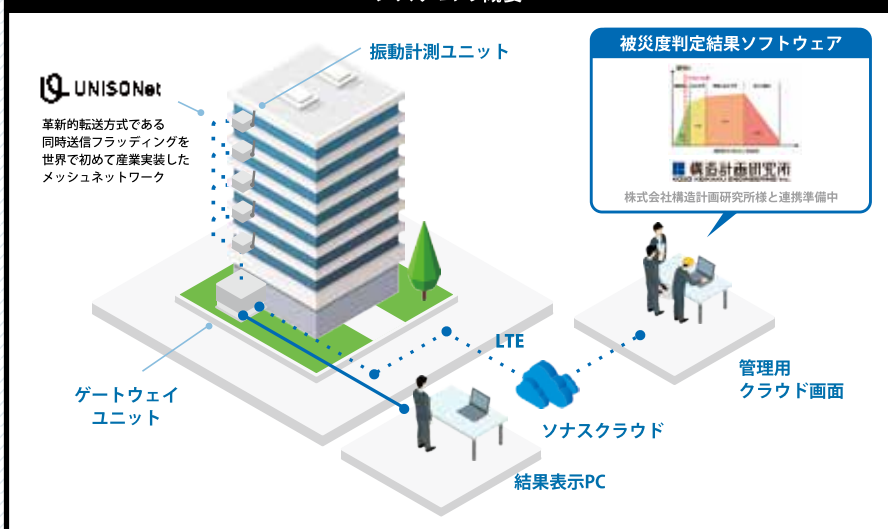 振動計測ユニット
被災度判定結果ソフトウェア
UNISONet
革新的転送方式である
同時送信フラッディングを
世界で初めて産業実装した
メッシュネットワーク
構造計画研究所
KOZO KEIKAKU ENGINEERING Inc.
株式会社構造計画研究所様と連携準備中
LTE
管理用
クラウド画面
ゲートウェイ
ユニット
ソナスクラウド
結果表示PC